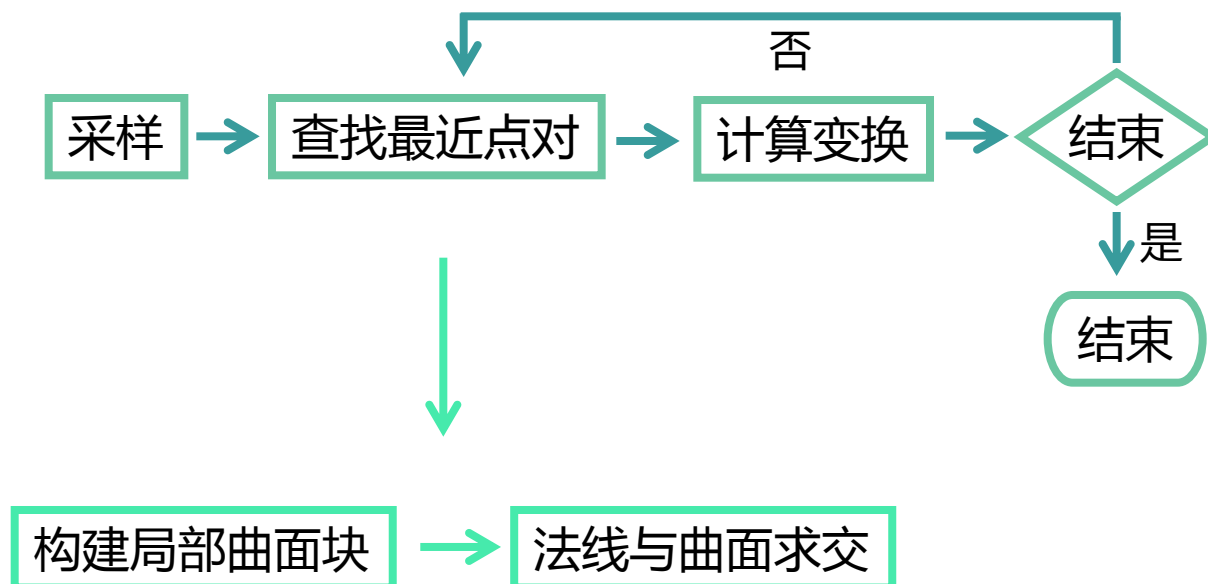 否
采样
查找最近点对
计算变换
结束
是
结束
构建局部曲面块
法线与曲面求交